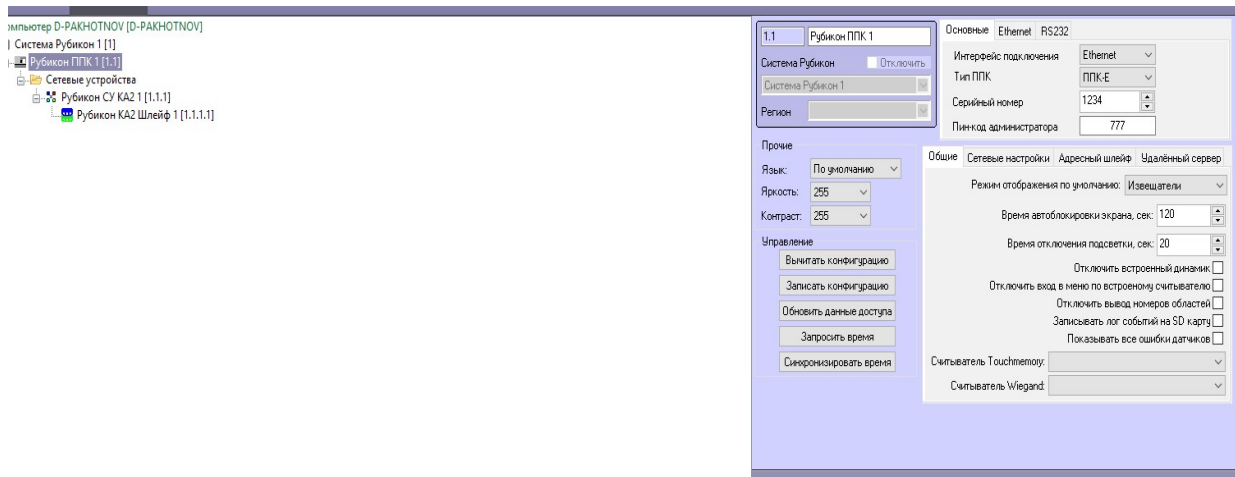 омпьютер D-PAKHOTNOV [D-PAKHOTNOV]
Система Рубикон 1 [1]
Рубикон ППК 1 [1.1]
Сетевые устройства
Рубикон СУ КА2 1 [1.1.1]
Рубикон КА2 Шлейф 1 [1.1.1.1]
1.1 Рубикон ППК 1
Система Рубикон Отключить
Система Рубикон 1
Регион
Основные Ethernet RS232
Интерфейс подключения Ethernet
Тип ППК ППК-Е
Серийный номер 1234
Пин-код администратора 777
Прочие
Язык: По умолчанию
Яркость: 255
Контраст: 255
Управление
Вычитать конфигурацию
Записать конфигурацию
Обновить данные доступа
Запросить время
Синхронизировать время
Общие Сетевые настройки Адресный шлейф Удалённый сервер
Режим отображения по умолчанию: Извещатели
Время автоблокировки экрана, сек: 120
Время отключения подсветки, сек: 20
Отключить встроенный динамик
Отключить вход в меню по встроеному считывателю
Отключить вывод номеров областей
Записывать лог событий на SD карту
Показывать все ошибки датчиков
Считыватель Touchmemory:
Считыватель Wiegand: